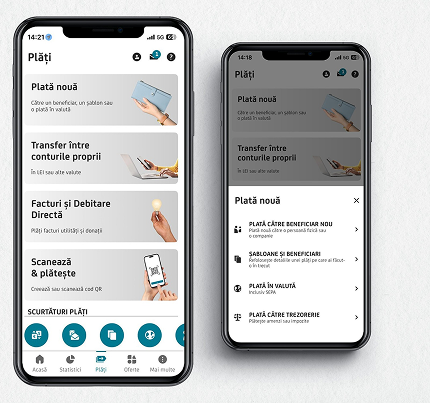 14:21
5G
Plăți
1
?
Plată nouă
Către un beneficiar, un șablon sau
o plată în valută
Transfer între
conturile proprii
În LEI sau alte valute
Facturi și Debitare
Directă
Plăți facturi utilități și donații
Scanează
& plătește
Creează sau scanează cod QR
SCURTĂTURI PLĂȚI
Acasă
Statistici
Plăți
Oferte
Mai multe
14:18
5G
Plăți
1
?
Plată nouă
Către un beneficiar, un șablon sau
o plată în valută
Transfer între
conturile proprii
În LEI sau alte valute
Plată nouă
PLATĂ CĂTRE BENEFICIAR NOU
Plată nouă către o persoană fizică sau
o companie
ȘABLOANE ȘI BENEFICIARI
Refolosește detaliile unei plăți pe care ai făcut-
o în trecut
PLATĂ ÎN VALUTĂ
Inclusiv SEPA
PLATĂ CĂTRE TREZORERIE
Plătește amenzi sau impozite